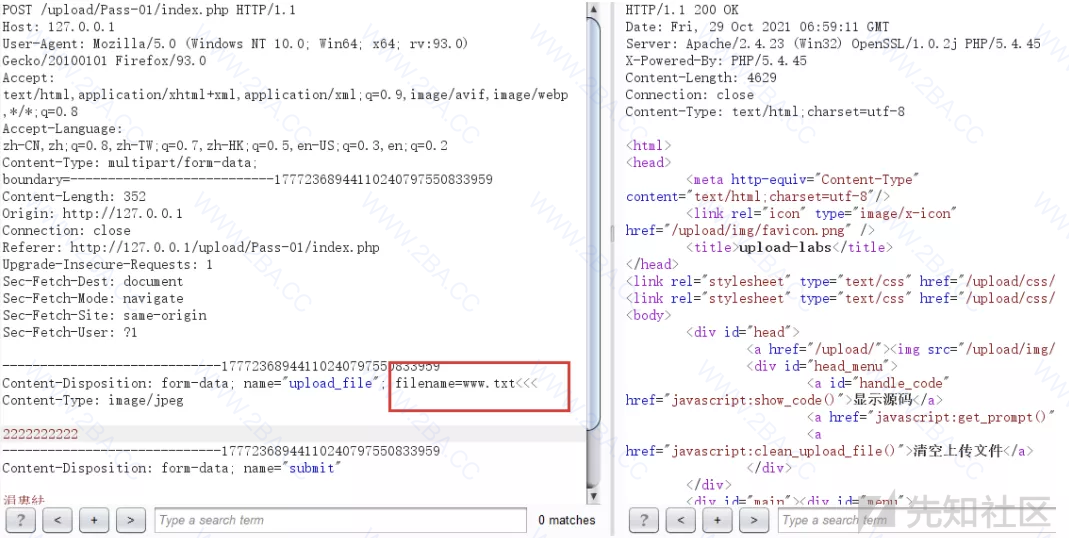 POST /upload/Pass-01/index.php HTTP/1.1
Host: 127.0.0.1
User-Agent: Mozilla/5.0 (Windows NT 10.0; Win64; x64; rv:93.0)
Gecko/20100101 Firefox/93.0
Accept:
text/html,application/xhtml+xml,application/xml;q=0.9,image/avif,image/webp
,*/*;q=0.8
Accept-Language:
zh-CN,zh;q=0.8,zh-TW;q=0.7,zh-HK;q=0.5,en-US;q=0.3,en;q=0.2
Content-Type: multipart/form-data;
boundary=---------------------------177723689441102407975508​33959
Content-Length: 352
Origin: http://127.0.0.1
Connection: close
Referer: http://127.0.0.1/upload/Pass-01/index.php
Upgrade-Insecure-Requests: 1
Sec-Fetch-Dest: document
Sec-Fetch-Mode: navigate
Sec-Fetch-Site: same-origin
Sec-Fetch-User: ?1
-----------------------------17772368944110240797550833959
Content-Disposition: form-data; name="upload_file"; filename=www.txt<<<
Content-Type: image/jpeg
2222222222
-----------------------------17772368944110240797550833959
Content-Disposition: form-data; name="submit"
? < + > Type a search term 0 matches
HTTP/1.1 200 OK
Date: Fri, 29 Oct 2021 06:59:11 GMT
Server: Apache/2.4.23 (Win32) OpenSSL/1.0.2j PHP/5.4.45
X-Powered-By: PHP/5.4.45
Content-Length: 4629
Connection: close
Content-Type: text/html;charset=utf-8
<html>
<head>
<meta http-equiv="Content-Type"
content="text/html;charset=utf-8"/>
<link rel="icon" type="image/x-icon"
href="/upload/img/favicon.png" />
<title>upload-labs</title>
</head>
<link rel="stylesheet" type="text/css" href="/upload/css/
<link rel="stylesheet" type="text/css" href="/upload/css/
<body>
<div id="head">
<a href="/upload/"><img src="/upload/img/
<div id="head_menu">
<a id="handle_code"
href="javascript:show_code()">显示源码</a>
<a href="javascript:get_prompt()"
<a
href="javascript:clean_upload_file()">清空上传文件</a>
</div>
</div>
<div id="main"><div id="menu">
? < + > Type a search term
先知社区
WWW.2BA.CC